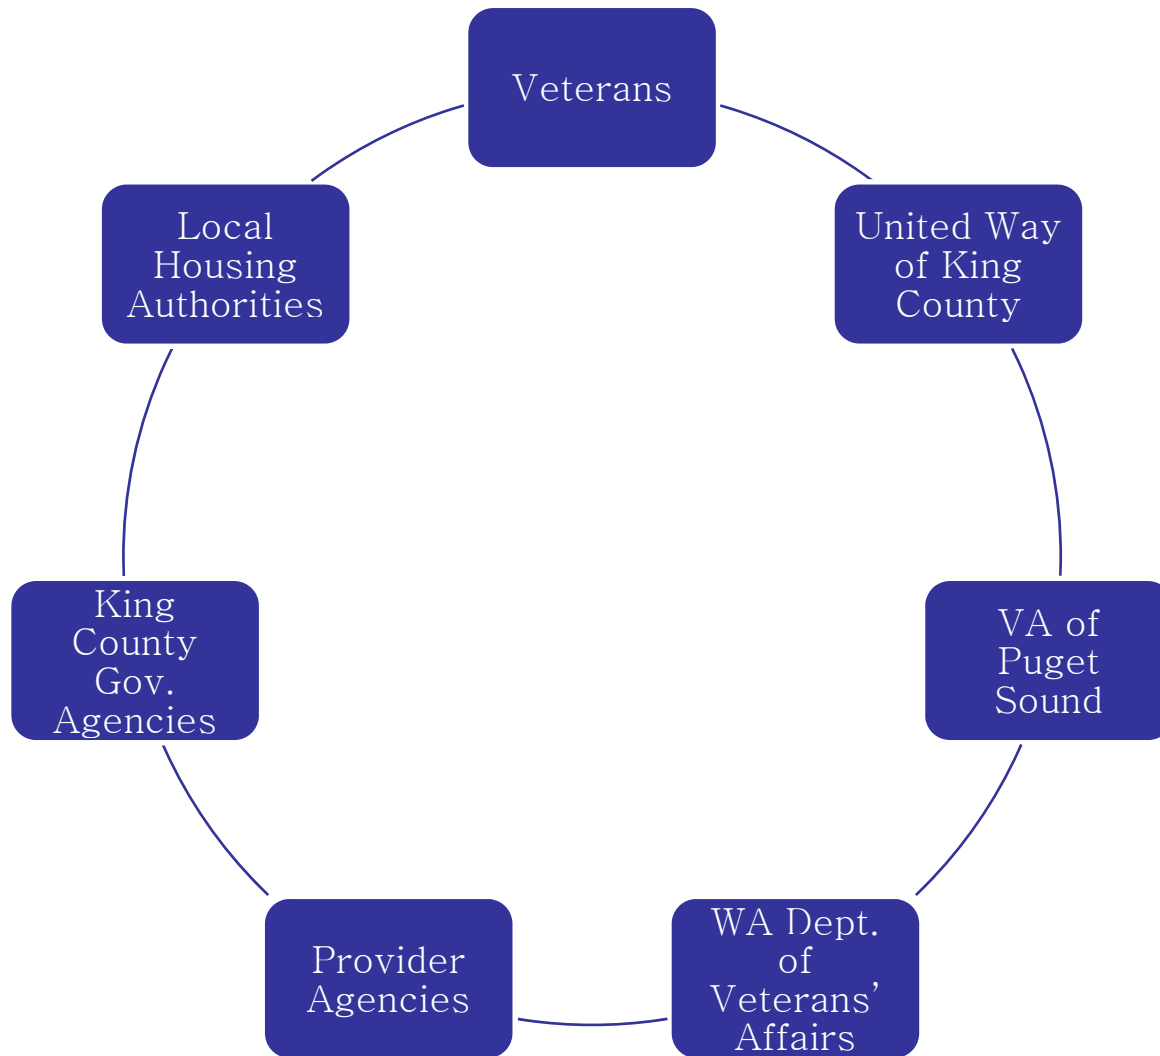 Veterans
United Way
of King
County
VA of
Puget
Sound
WA Dept.
of
Veterans’
Affairs
Provider
Agencies
King
County
Gov.
Agencies
Local
Housing
Authorities